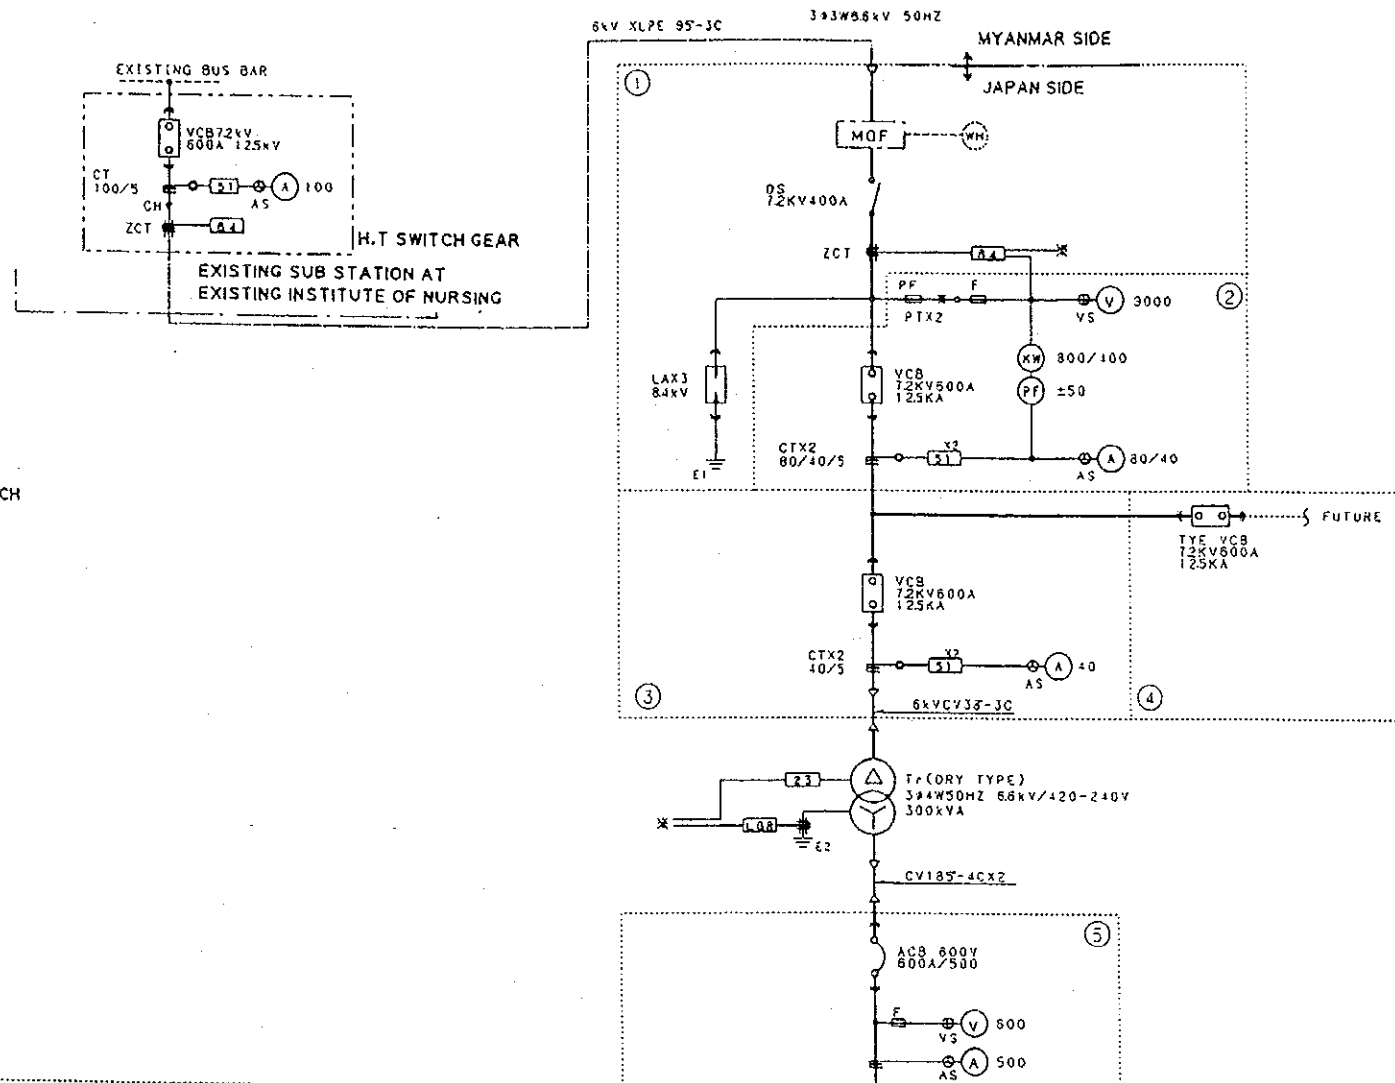 6kV XLPE 95-3C
3φ3W6.6kV 50HZ
MYANMAR SIDE
JAPAN SIDE
EXISTING BUS BAR
VCB7.2kV
600A 12.5kV
CT
100/5
51
AS
A
100
CH
ZCT
64
H.T SWITCH GEAR
EXISTING SUB STATION AT
EXISTING INSTITUTE OF NURSING
1
MOF
WH
DS
7.2KV400A
ZCT
64
2
PF
F
PTX2
V
9000
VS
KW
800/400
PF
±50
LAX3
8.4kV
E1
VCB
7.2KV600A
12.5KA
CTX2
80/40/5
X2
51
A
80/40
AS
CH
FUTURE
TYE VCB
7.2KV600A
12.5KA
VCB
7.2KV600A
12.5KA
CTX2
40/5
X2
51
A
40
AS
3
4
6kVCV38-3C
23
Tr(DRY TYPE)
3φ4W50HZ 6.6kV/420-240V
300kVA
E2
CV185-4CX2
5
ACB 600V
600A/500
F
V
600
VS
A
500
AS